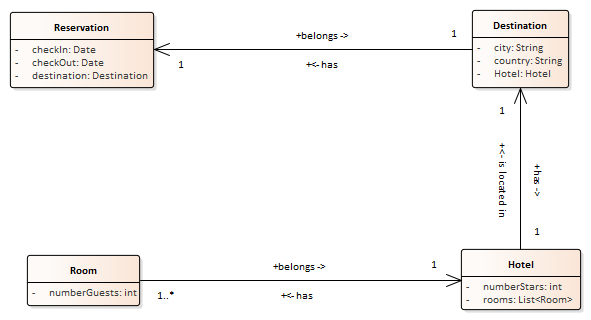 Reservation
- checkIn: Date
- checkOut: Date
- destination: Destination
+belongs ->
1
1
+<- has
Destination
- city: String
- country: String
- Hotel: Hotel
1
+<- is located in
+has ->
1
Room
- numberGuests: int
+belongs ->
1
1..*
+<- has
Hotel
- numberStars: int
- rooms: List<Room>